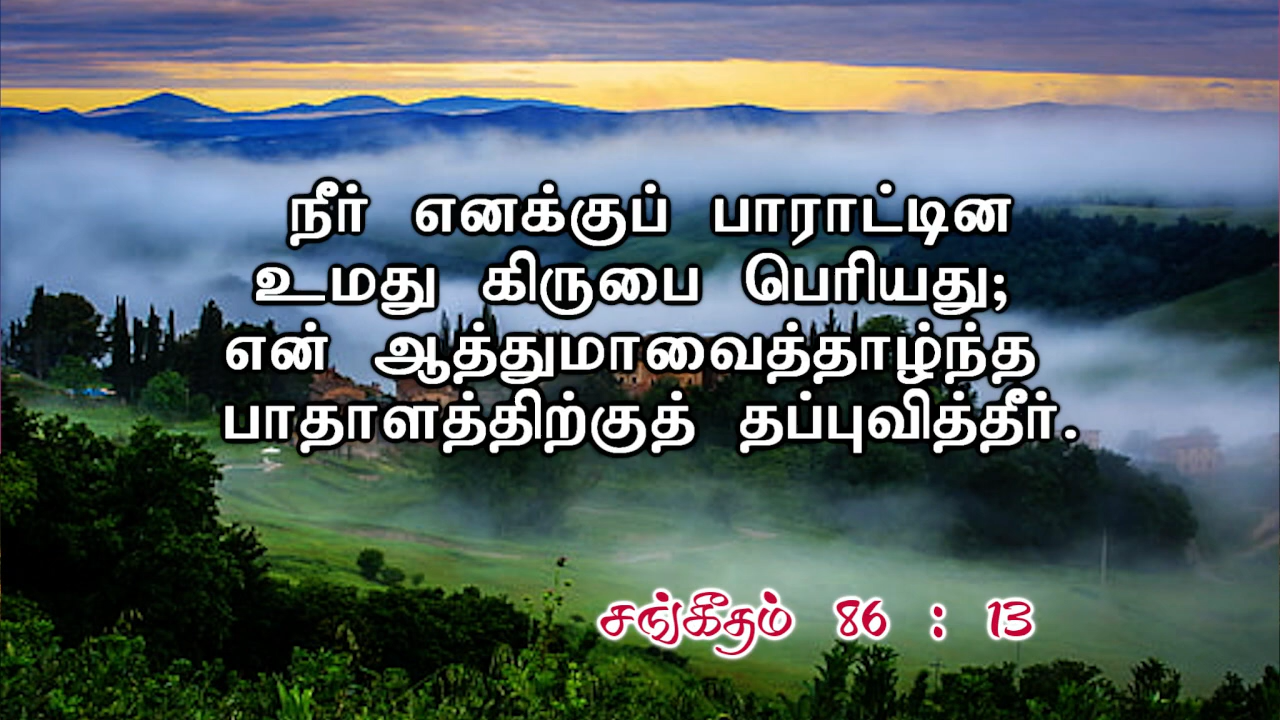 நீர் எனக்குப் பாராட்டின
உமது கிருபை பெரியது;
என் ஆத்துமாவைத்தாழ்ந்த
பாதாளத்திற்குத் தப்புவித்தீர்.
சங்கீதம் 86 : 13